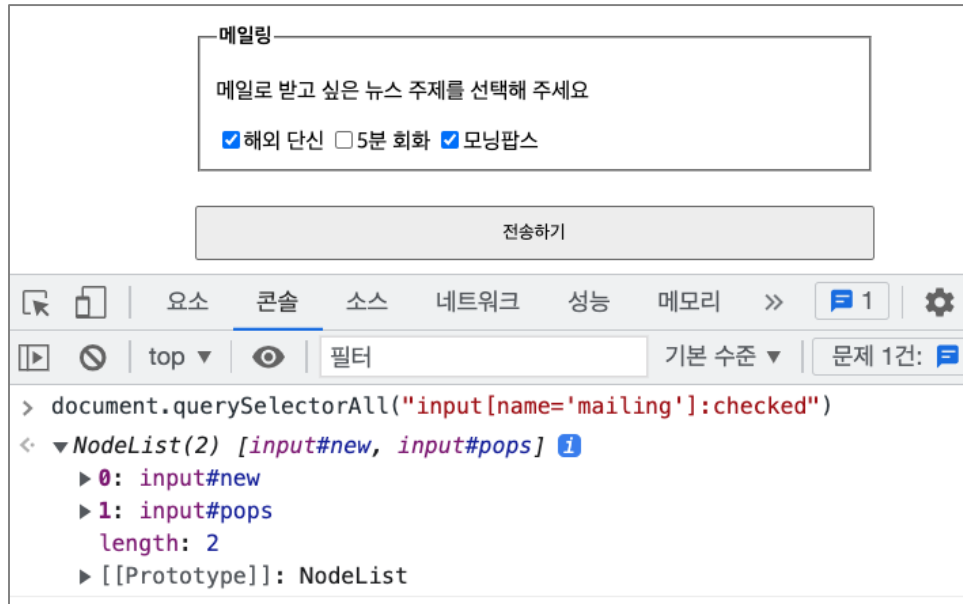 메일링
메일로 받고 싶은 뉴스 주제를 선택해 주세요
해외 단신 5분 회화 모닝팝스
전송하기
요소 콘솔 소스 네트워크 성능 메모리 » 1
top ▼ 필터 기본 수준 ▼ 문제 1건:
> document.querySelectorAll("input[name='mailing']:checked")
▼NodeList(2) [input#new, input#pops] i
▶0: input#new
▶1: input#pops
length: 2
▶[[Prototype]]: NodeList